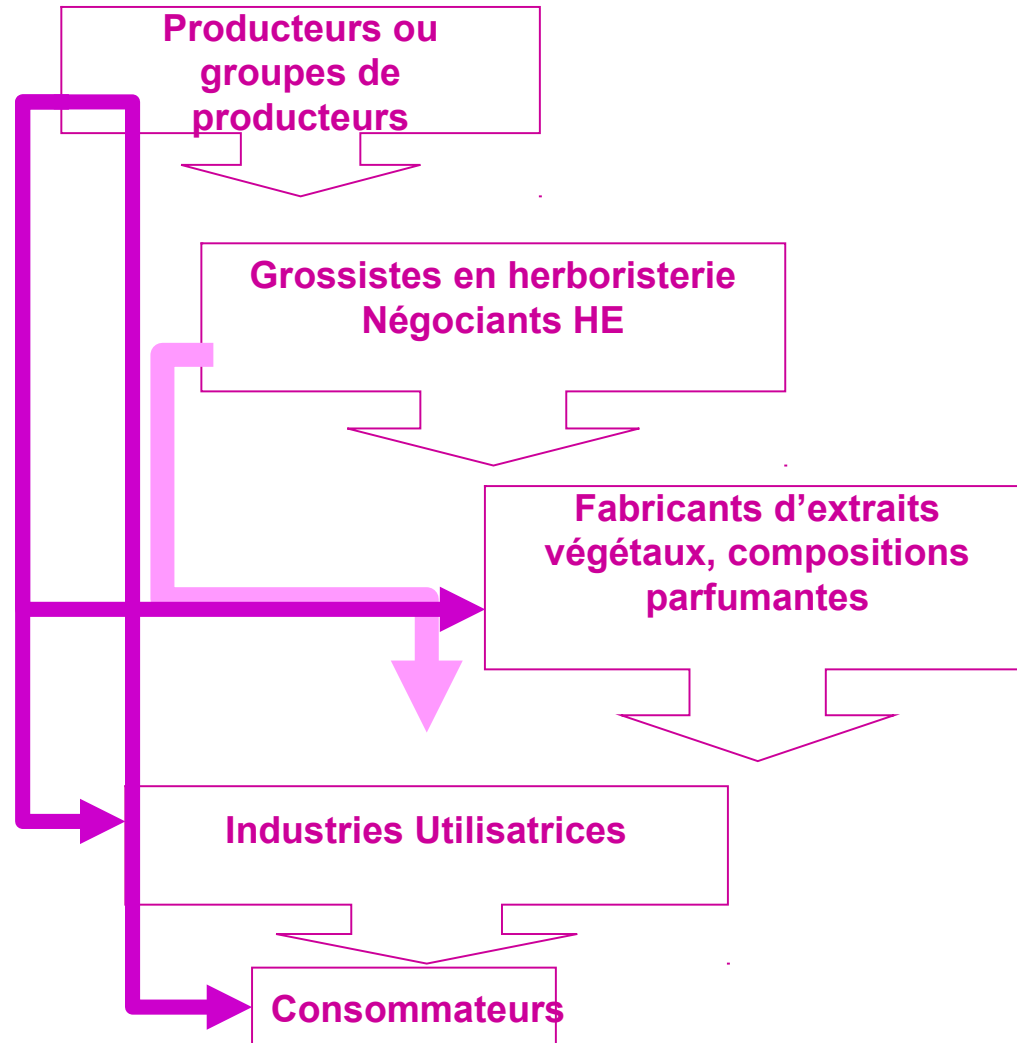 Producteurs ou
groupes de
producteurs
Grossistes en herboristerie
Négociants HE
Fabricants d’extraits
végétaux, compositions
parfumantes
Industries Utilisatrices
Consommateurs